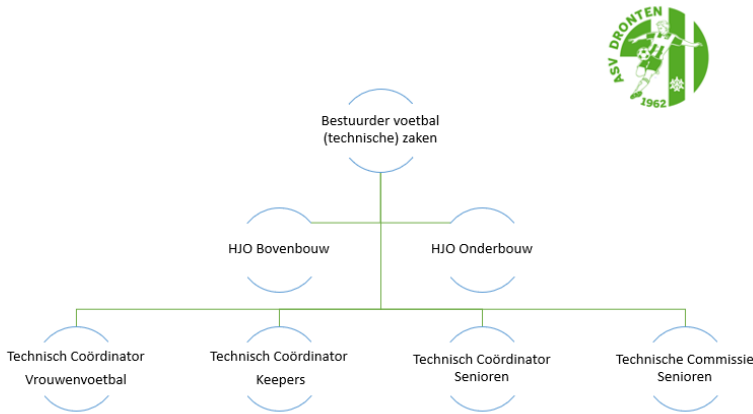 ASV DRONTEN
1962
Bestuurder voetbal
(technische) zaken
HJO Bovenbouw
HJO Onderbouw
Technisch Coördinator
Vrouwenvoetbal
Technisch Coördinator
Keepers
Technisch Coördinator
Senioren
Technische Commissie
Senioren